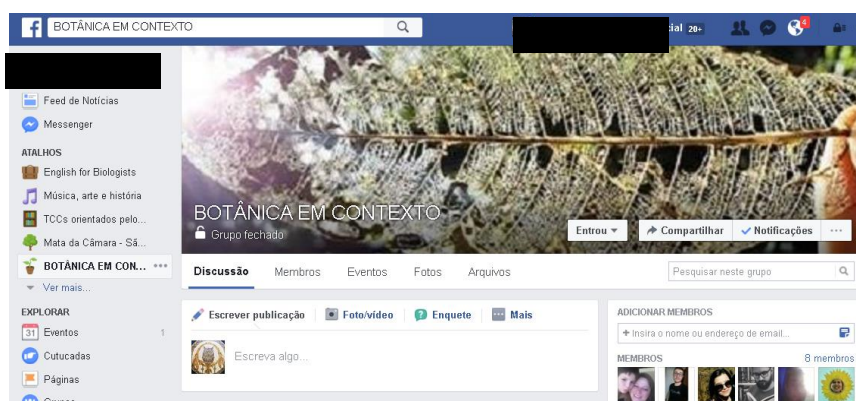 BOTÂNICA EM CONTEXTO
cial 20+
4
Feed de Notícias
Messenger
ATALHOS
English for Biologists
Música, arte e história
TCCs orientados pelo...
Mata da Câmara - Sã...
BOTÂNICA EM CON... •••
Ver mais...
EXPLORAR
31 Eventos 1
Cutucadas
Páginas
BOTÂNICA EM CONTEXTO
Grupo fechado
Entrou
Compartilhar
Notificações
Discussão Membros Eventos Fotos Arquivos
Pesquisar neste grupo
Escrever publicação Foto/vídeo Enquete Mais
Escreva algo...
ADICIONAR MEMBROS
+ Insira o nome ou endereço de email...
MEMBROS 8 membros